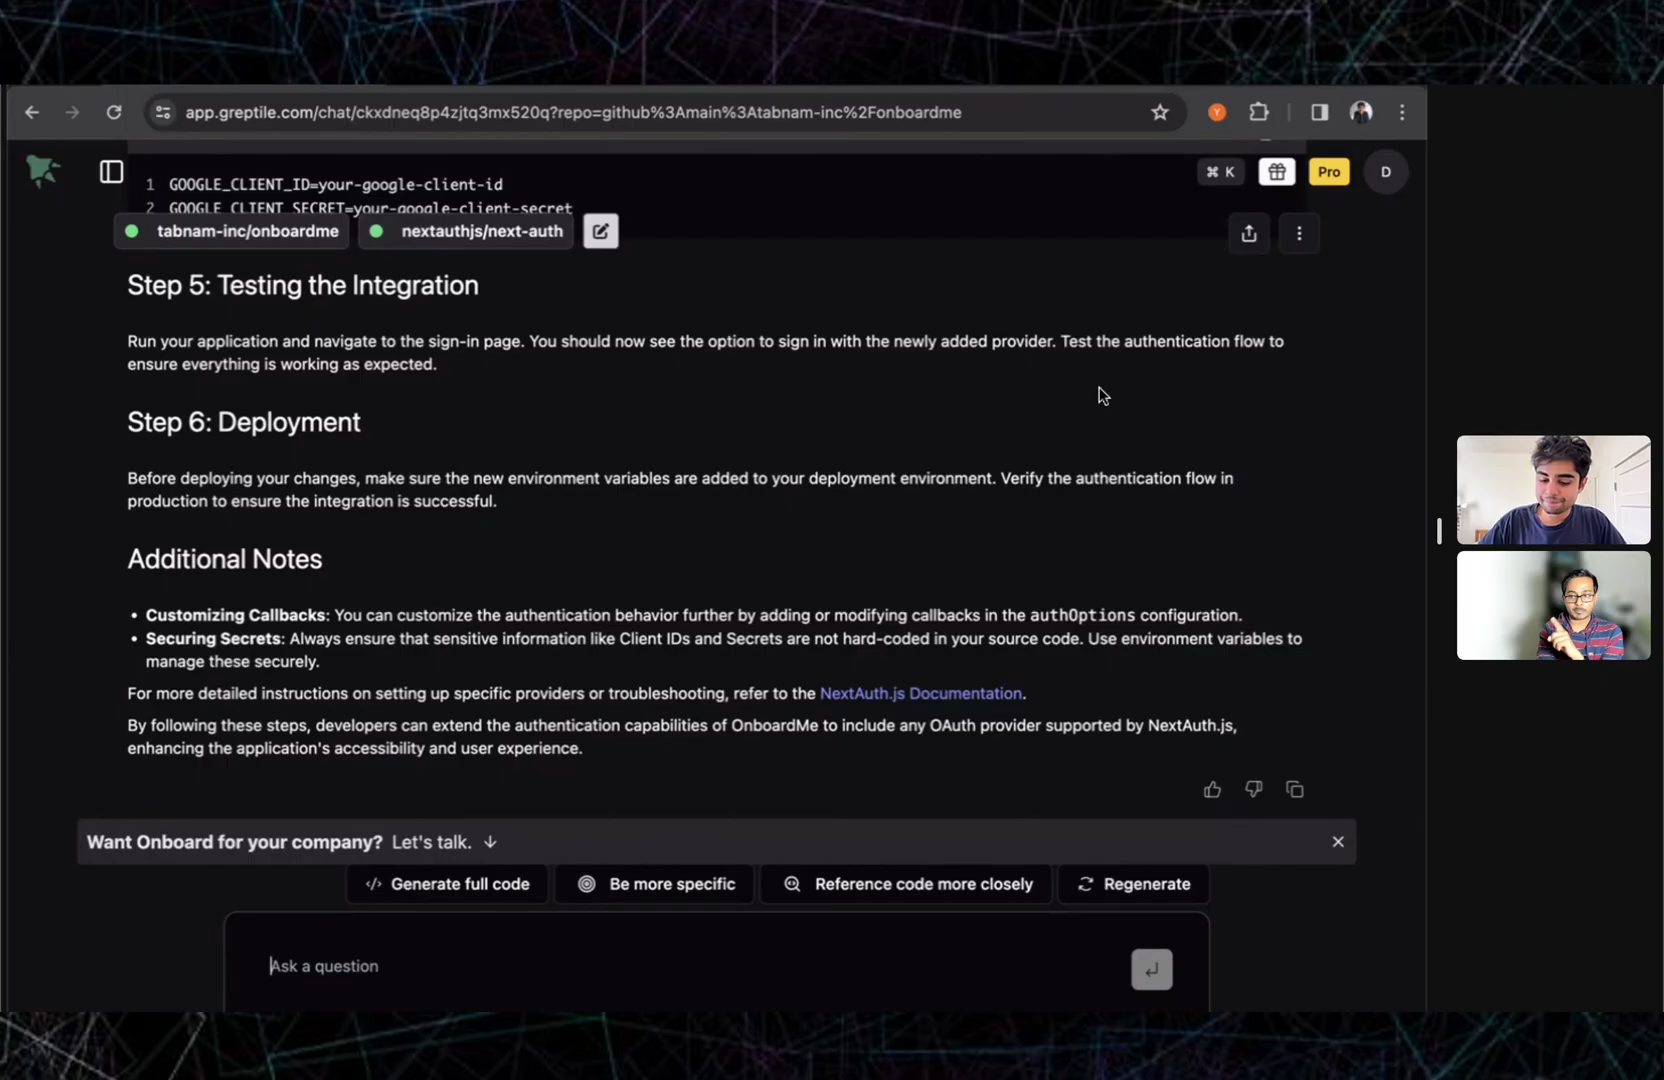 app.greptile.com/chat/ckxdneq8p4zjtq3mx520q?repo=github%3Amain%3Atabnam-inc%2Fonboardme
Y
1 GOOGLE_CLIENT_ID=your-google-client-id
2 GOOGLE_CLIENT_SECRET=your-google-client-secret
⌘ K
Pro
D
tabnam-inc/onboardme
nextauthjs/next-auth
Step 5: Testing the Integration
Run your application and navigate to the sign-in page. You should now see the option to sign in with the newly added provider. Test the authentication flow to
ensure everything is working as expected.
Step 6: Deployment
Before deploying your changes, make sure the new environment variables are added to your deployment environment. Verify the authentication flow in
production to ensure the integration is successful.
Additional Notes
• Customizing Callbacks: You can customize the authentication behavior further by adding or modifying callbacks in the authOptions configuration.
• Securing Secrets: Always ensure that sensitive information like Client IDs and Secrets are not hard-coded in your source code. Use environment variables to
manage these securely.
For more detailed instructions on setting up specific providers or troubleshooting, refer to the NextAuth.js Documentation.
By following these steps, developers can extend the authentication capabilities of OnboardMe to include any OAuth provider supported by NextAuth.js,
enhancing the application's accessibility and user experience.
Want Onboard for your company? Let's talk. ↓
Generate full code
Be more specific
Reference code more closely
Regenerate
Ask a question